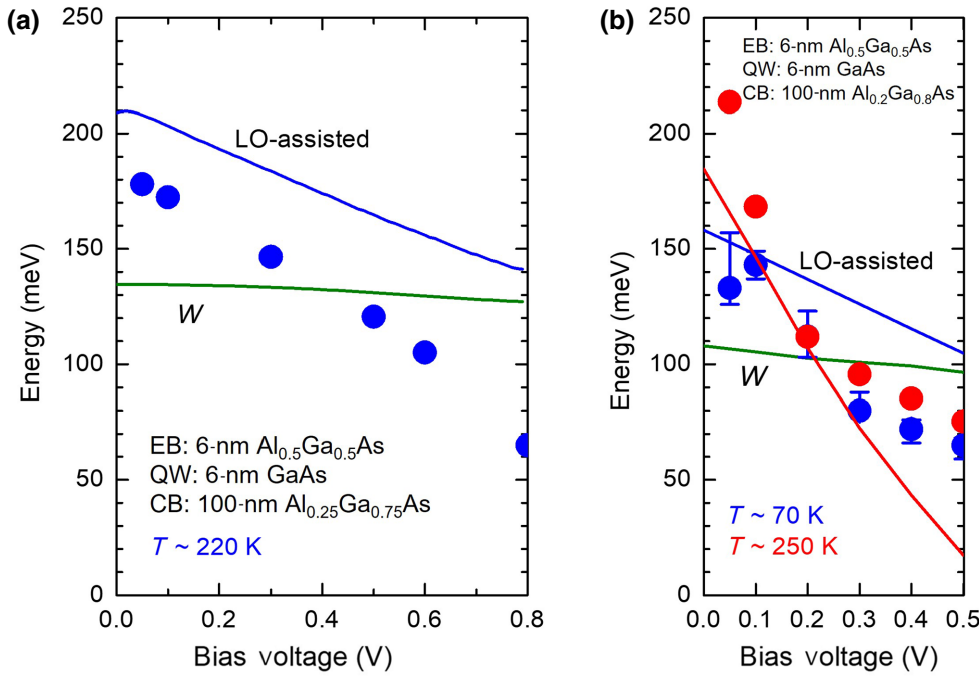 (a)
250
200
150
100
50
0
Energy (meV)
LO-assisted
W
EB: 6-nm Al0.5Ga0.5As
QW: 6-nm GaAs
CB: 100-nm Al0.25Ga0.75As
T ~ 220 K
0.0 0.2 0.4 0.6 0.8
Bias voltage (V)
(b)
250
200
150
100
50
0
Energy (meV)
EB: 6-nm Al0.5Ga0.5As
QW: 6-nm GaAs
CB: 100-nm Al0.2Ga0.8As
LO-assisted
W
T ~ 70 K
T ~ 250 K
0.0 0.1 0.2 0.3 0.4 0.5
Bias voltage (V)